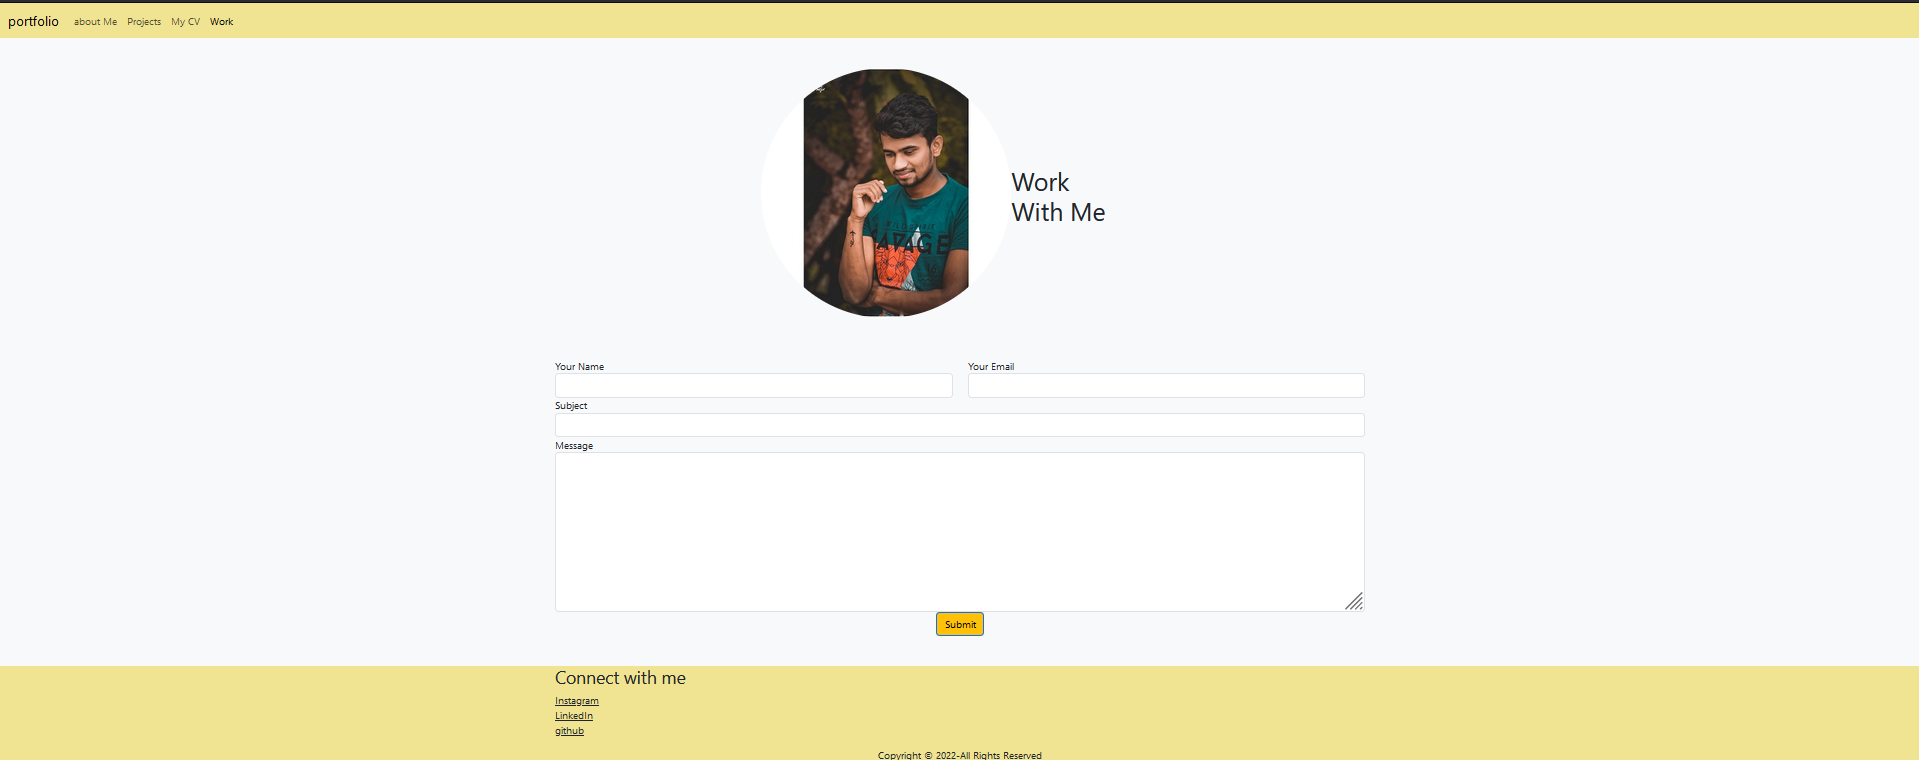 portfolio about Me Projects My CV Work
Work
With Me
Your Name Your Email
Subject
Message
Submit
Connect with me
Instagram
LinkedIn
github
Copyright © 2022-All Rights Reserved